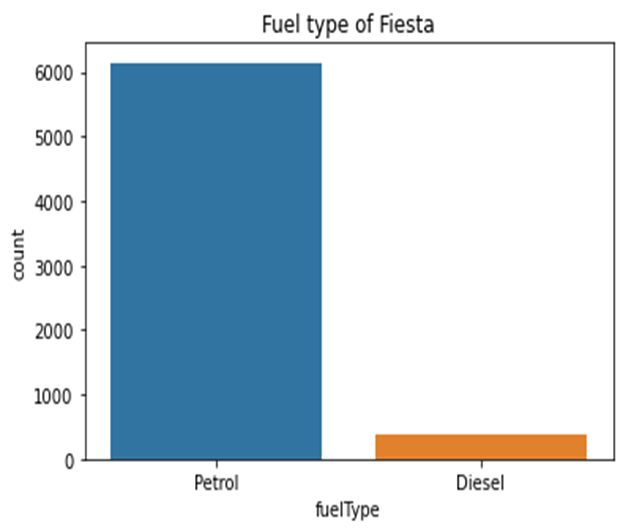 Fuel type of Fiesta
6000
5000
4000
3000
2000
1000
0
count
Petrol
Diesel
fuelType